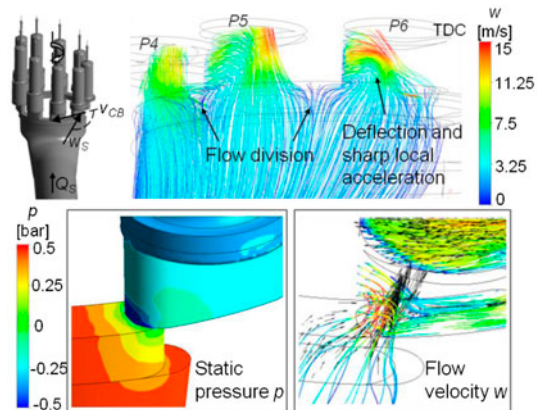 P4
P5
P6
TDC
w
[m/s]
15
11.25
7.5
3.25
0
v_CB
w_S
Q_S
Flow division
Deflection and
sharp local
acceleration
p
[bar]
0.5
0.25
0
-0.25
-0.5
Static
pressure p
Flow
velocity w